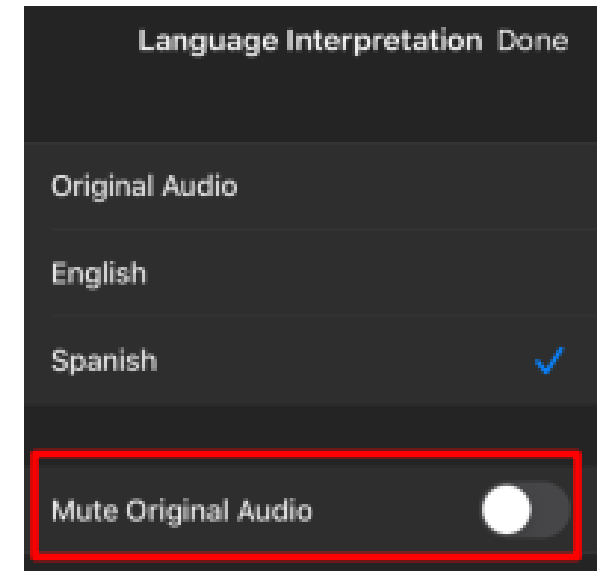 Language Interpretation Done
Original Audio
English
Spanish
Mute Original Audio